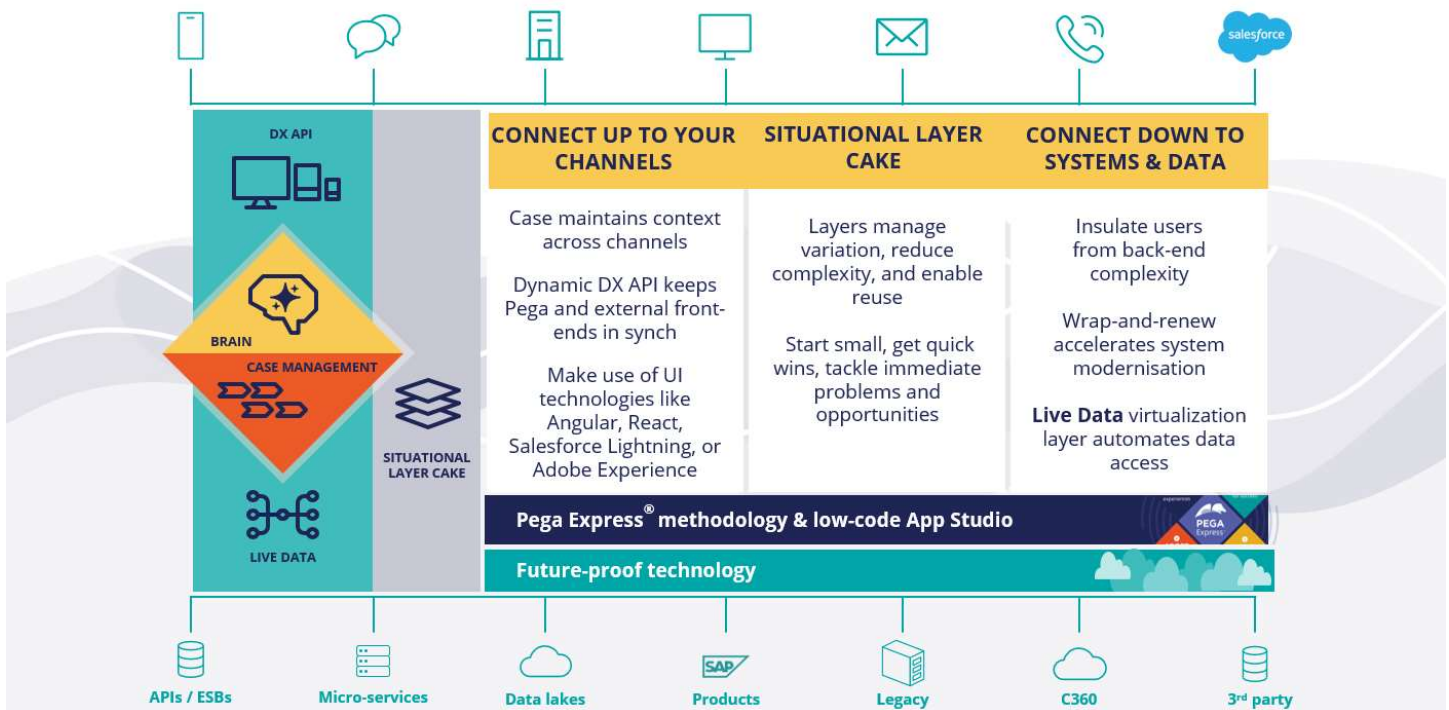 salesforce
DX API
BRAIN
CASE MANAGEMENT
LIVE DATA
SITUATIONAL
LAYER CAKE
CONNECT UP TO YOUR
CHANNELS
Case maintains context
across channels
Dynamic DX API keeps
Pega and external front-
ends in synch
Make use of UI
technologies like
Angular, React,
Salesforce Lightning, or
Adobe Experience
SITUATIONAL LAYER
CAKE
Layers manage
variation, reduce
complexity, and enable
reuse
Start small, get quick
wins, tackle immediate
problems and
opportunities
CONNECT DOWN TO
SYSTEMS & DATA
Insulate users
from back-end
complexity
Wrap-and-renew
accelerates system
modernisation
Live Data virtualization
layer automates data
access
Pega Express® methodology & low-code App Studio
experiences
PEGA
Express
Future-proof technology
APIs / ESBs
Micro-services
Data lakes
SAP
Products
Legacy
C360
3rd party